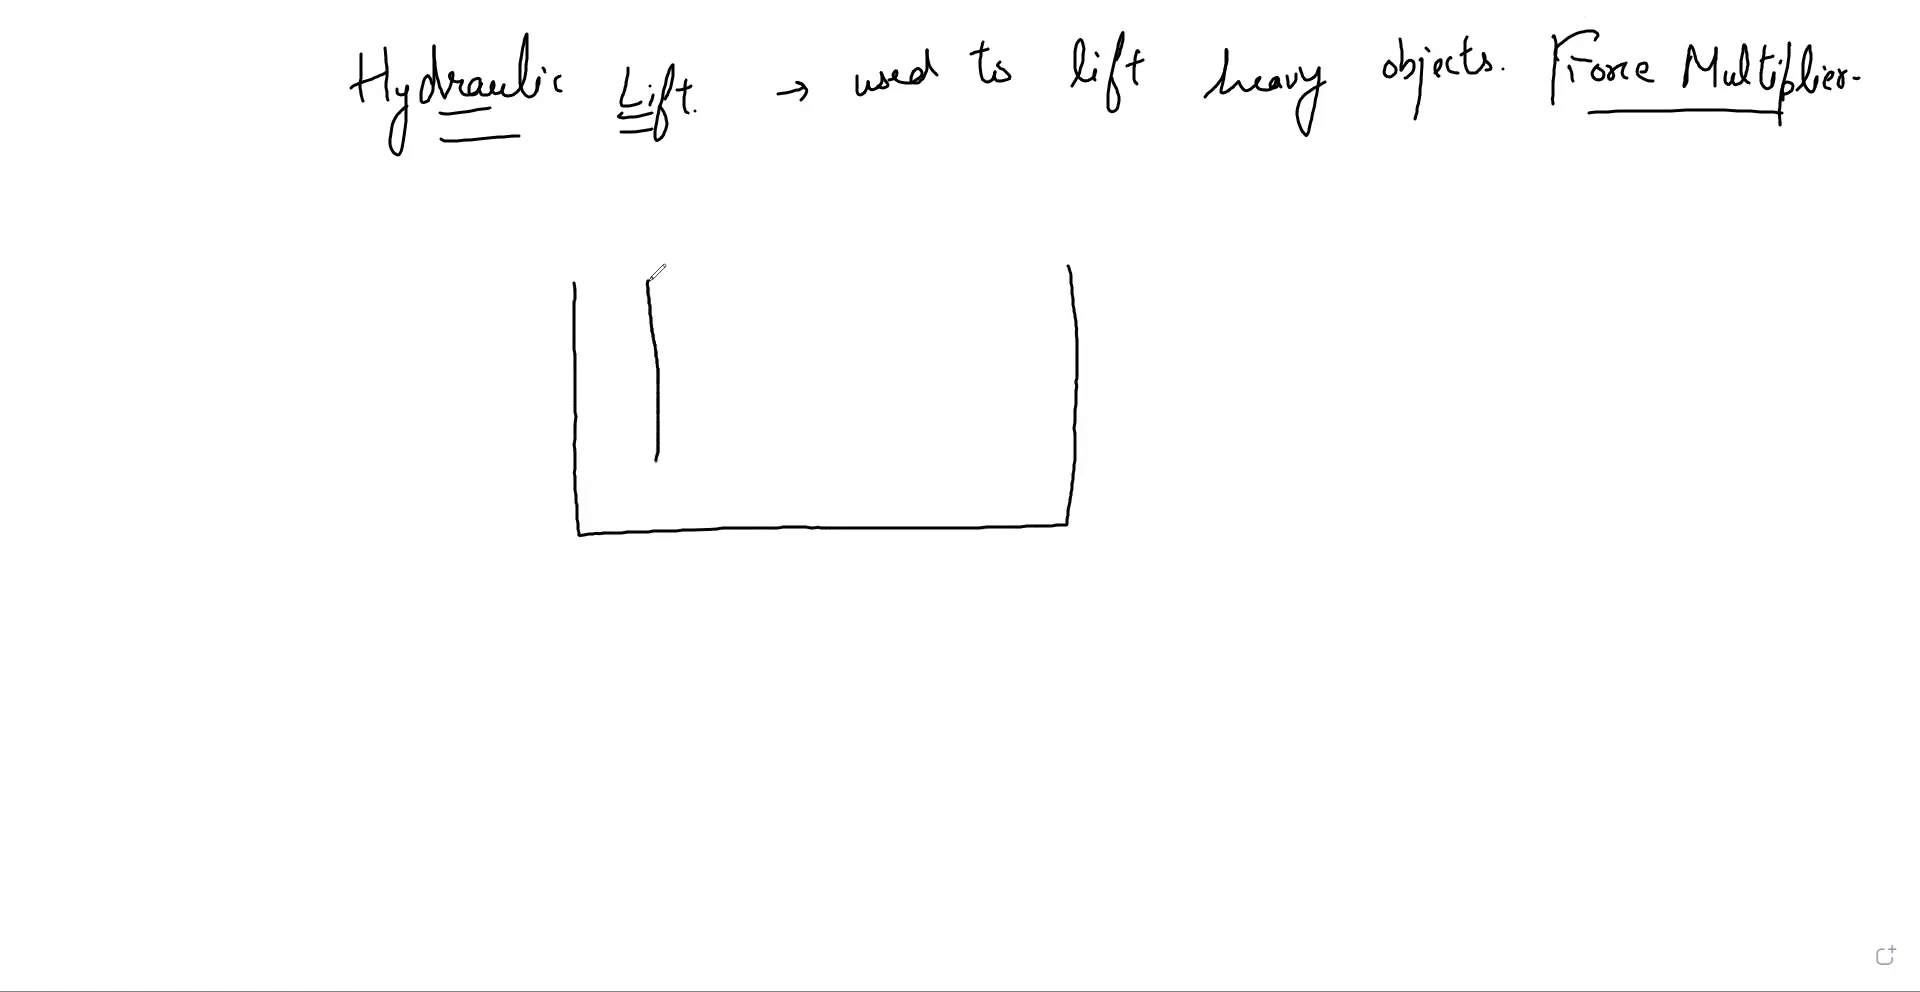 Hydraulic Lift. → used to lift heavy objects. Force Multiplier.